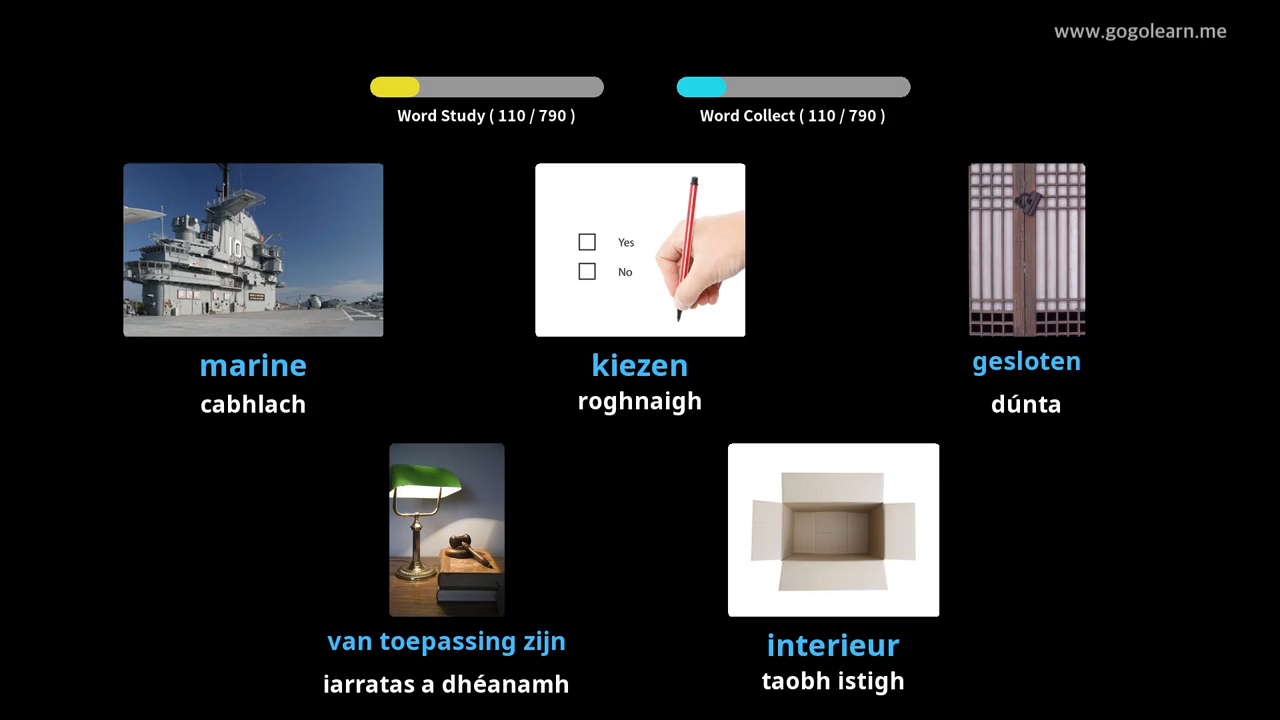 www.gogolearn.me
Word Study ( 110 / 790 )
Word Collect ( 110 / 790 )
10
Yes
No
marine
cabhlach
kiezen
roghnaigh
gesloten
dúnta
van toepassing zijn
iarratas a dhéanamh
interieur
taobh istigh